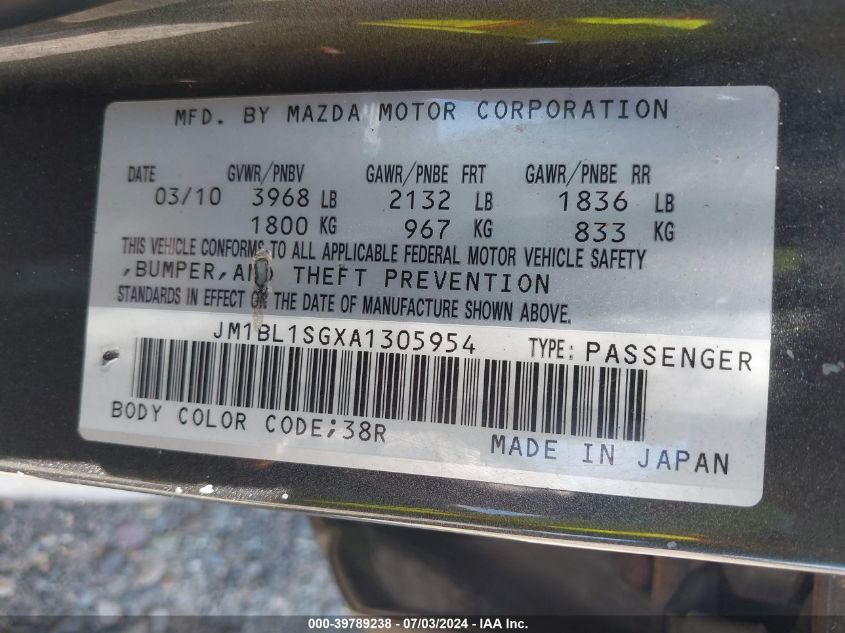 MFD. BY MAZDA MOTOR CORPORATION
DATE GVWR/PNBV GAWR/PNBE FRT GAWR/PNBE RR
03/10 3968 LB 2132 LB 1836 LB
1800 KG 967 KG 833 KG
THIS VEHICLE CONFORMS TO ALL APPLICABLE FEDERAL MOTOR VEHICLE SAFETY
,BUMPER,AND THEFT PREVENTION
STANDARDS IN EFFECT ON THE DATE OF MANUFACTURE SHOWN ABOVE.
JM1BL1SGXA1305954 TYPE: PASSENGER
BODY COLOR CODE;38R
MADE IN JAPAN
000-39789238 - 07/03/2024 - IAA Inc.